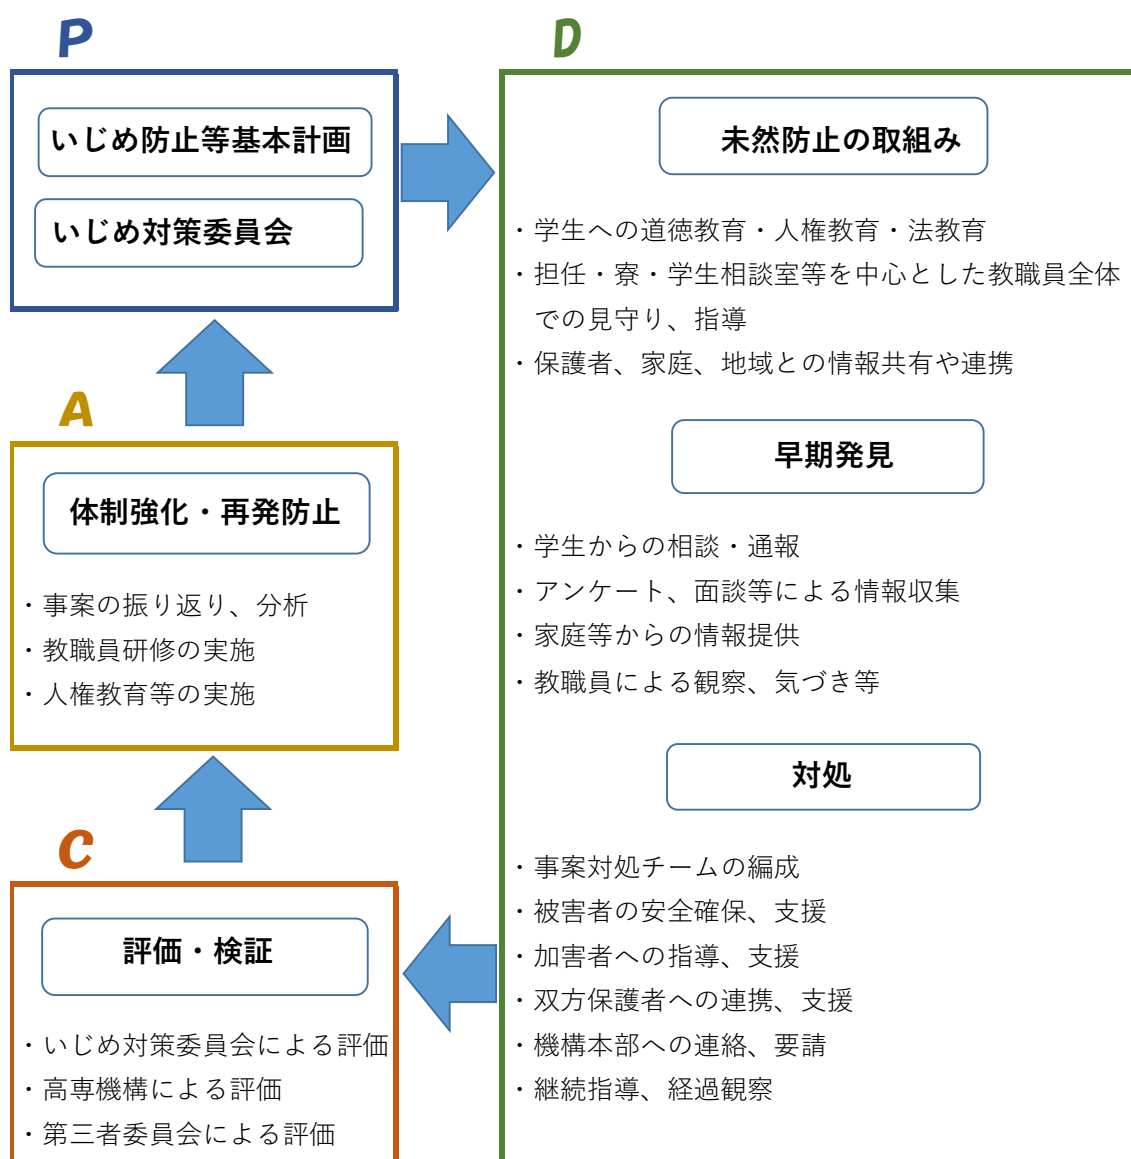 P
いじめ防止等基本計画
いじめ対策委員会
D
未然防止の取組み
・学生への道徳教育・人権教育・法教育
・担任・寮・学生相談室等を中心とした教職員全体
での見守り、指導
・保護者、家庭、地域との情報共有や連携
早期発見
・学生からの相談・通報
・アンケート、面談等による情報収集
・家庭等からの情報提供
・教職員による観察、気づき等
対処
・事案対処チームの編成
・被害者の安全確保、支援
・加害者への指導、支援
・双方保護者への連携、支援
・機構本部への連絡、要請
・継続指導、経過観察
C
評価・検証
・いじめ対策委員会による評価
・高専機構による評価
・第三者委員会による評価
A
体制強化・再発防止
・事案の振り返り、分析
・教職員研修の実施
・人権教育等の実施